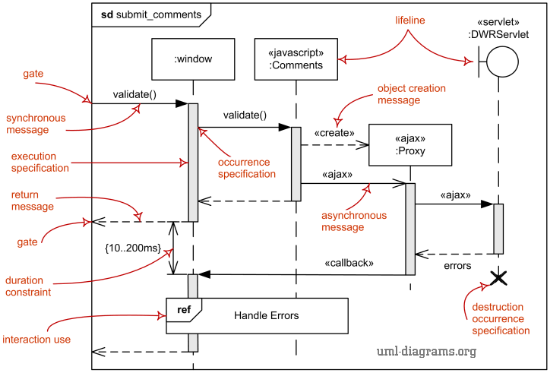 sd submit_comments
lifeline
«servlet»
:DWRServlet
:window
«javascript»
:Comments
gate
validate()
object creation
message
synchronous
message
validate()
«create»
«ajax»
:Proxy
execution
specification
occurrence
specification
«ajax»
«ajax»
return
message
asynchronous
message
gate
{10..200ms}
«callback»
errors
duration
constraint
ref
Handle Errors
destruction
occurrence
specification
interaction use
uml-diagrams.org